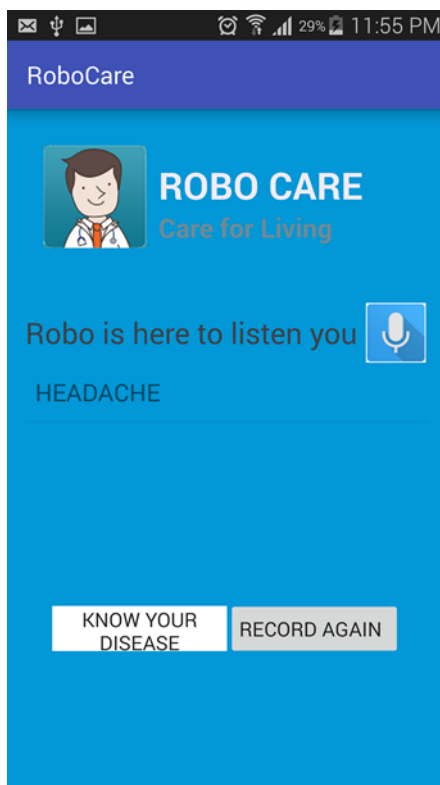 29% 11:55 PM
RoboCare
ROBO CARE
Care for Living
Robo is here to listen you
HEADACHE
KNOW YOUR
DISEASE
RECORD AGAIN